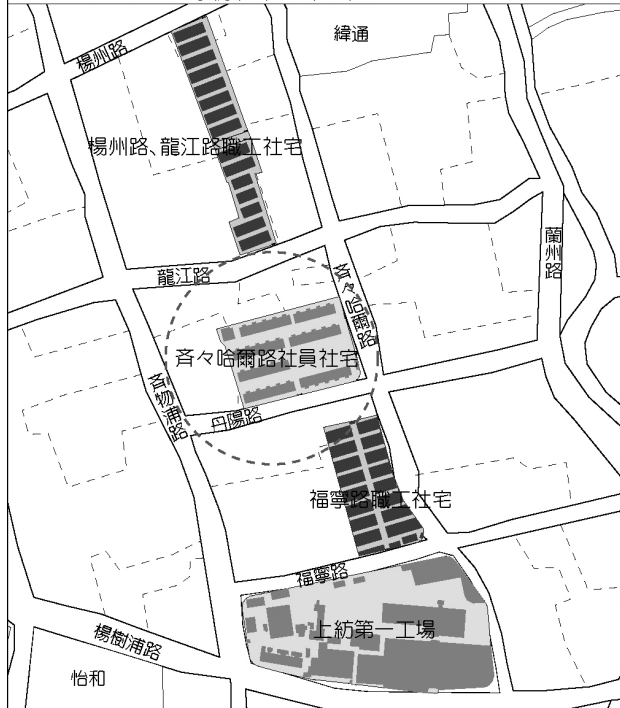 緯通
楊州路
楊州路、龍江路職工社宅
蘭州路
龍江路
斉々哈爾路
斉々哈爾路社員社宅
斉物浦路
丹陽路
福寧路職工社宅
福寧路
上紡第一工場
楊樹浦路
怡和